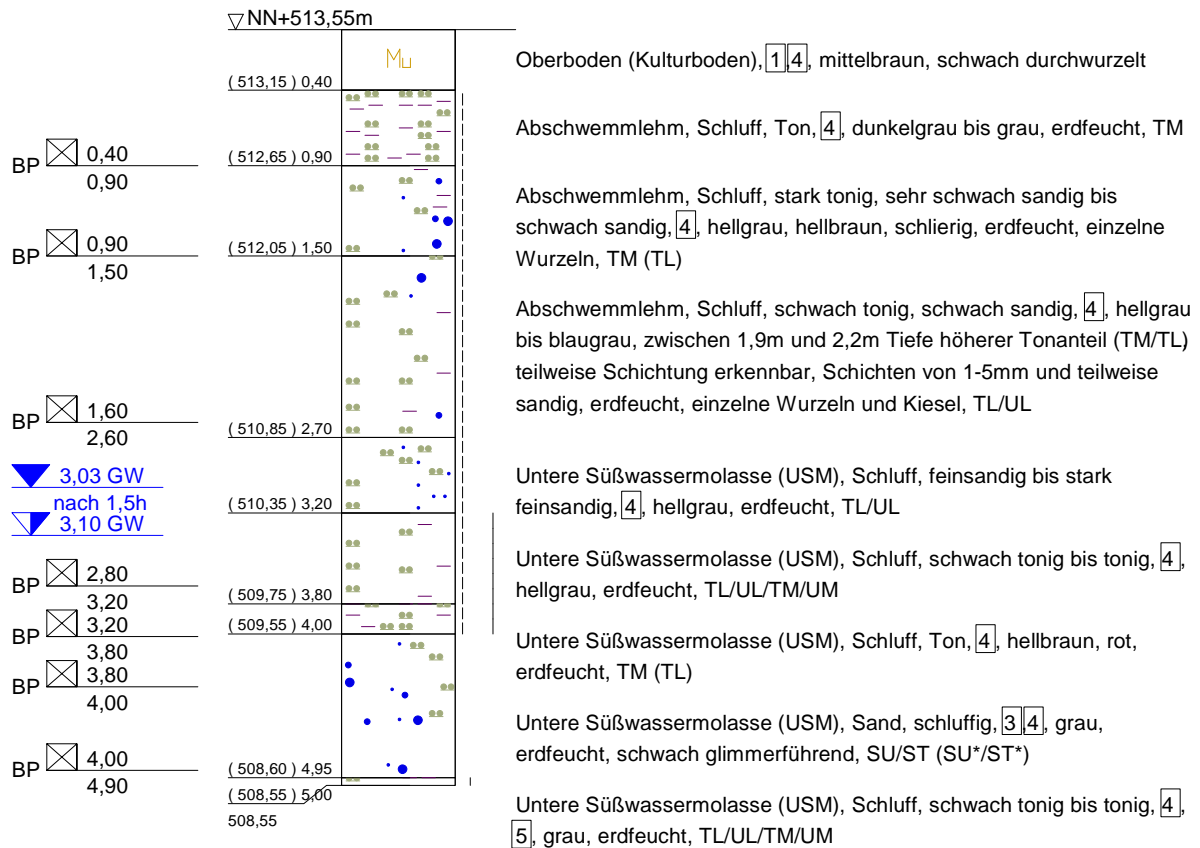 NN+513,55m
Mu
Oberboden (Kulturboden), 1, 4, mittelbraun, schwach durchwurzelt
( 513,15 ) 0,40
Abschwemmlehm, Schluff, Ton, 4, dunkelgrau bis grau, erdfeucht, TM
BP 0,40
0,90
( 512,65 ) 0,90
Abschwemmlehm, Schluff, stark tonig, sehr schwach sandig bis
schwach sandig, 4, hellgrau, hellbraun, schlierig, erdfeucht, einzelne
Wurzeln, TM (TL)
BP 0,90
1,50
( 512,05 ) 1,50
Abschwemmlehm, Schluff, schwach tonig, schwach sandig, 4, hellgrau
bis blaugrau, zwischen 1,9m und 2,2m Tiefe höherer Tonanteil (TM/TL)
teilweise Schichtung erkennbar, Schichten von 1-5mm und teilweise
sandig, erdfeucht, einzelne Wurzeln und Kiesel, TL/UL
BP 1,60
2,60
( 510,85 ) 2,70
3,03 GW
nach 1,5h
3,10 GW
Untere Süßwassermolasse (USM), Schluff, feinsandig bis stark
feinsandig, 4, hellgrau, erdfeucht, TL/UL
( 510,35 ) 3,20
Untere Süßwassermolasse (USM), Schluff, schwach tonig bis tonig, 4,
hellgrau, erdfeucht, TL/UL/TM/UM
BP 2,80
3,20
( 509,75 ) 3,80
BP 3,20
3,80
( 509,55 ) 4,00
Untere Süßwassermolasse (USM), Schluff, Ton, 4, hellbraun, rot,
erdfeucht, TM (TL)
BP 3,80
4,00
Untere Süßwassermolasse (USM), Sand, schluffig, 3, 4, grau,
erdfeucht, schwach glimmerführend, SU/ST (SU*/ST*)
BP 4,00
4,90
( 508,60 ) 4,95
( 508,55 ) 5,00
508,55
Untere Süßwassermolasse (USM), Schluff, schwach tonig bis tonig, 4,
5, grau, erdfeucht, TL/UL/TM/UM